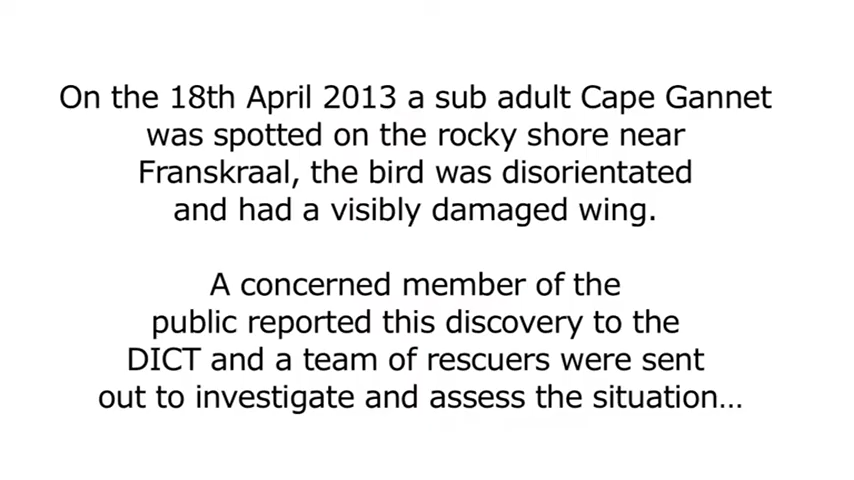 On the 18th April 2013 a sub adult Cape Gannet
was spotted on the rocky shore near
Franskraal, the bird was disorientated
and had a visibly damaged wing.
A concerned member of the
public reported this discovery to the
DICT and a team of rescuers were sent
out to investigate and assess the situation…